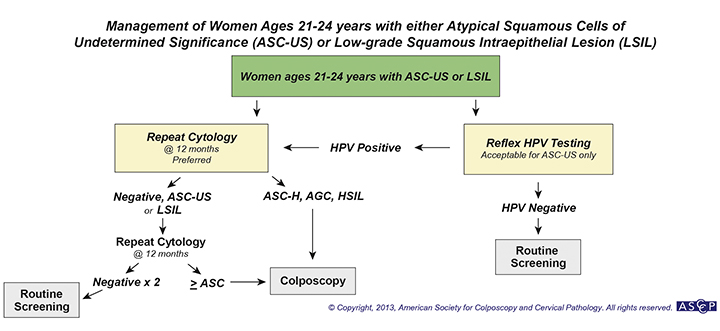 Management of Women Ages 21-24 years with either Atypical Squamous Cells of
Undetermined Significance (ASC-US) or Low-grade Squamous Intraepithelial Lesion (LSIL)
Women ages 21-24 years with ASC-US or LSIL
Repeat Cytology
@ 12 months
Preferred
HPV Positive
Reflex HPV Testing
Acceptable for ASC-US only
Negative, ASC-US
or LSIL
ASC-H, AGC, HSIL
HPV Negative
Repeat Cytology
@ 12 months
Routine
Screening
Negative x 2
≥ ASC
Colposcopy
Routine
Screening
© Copyright, 2013, American Society for Colposcopy and Cervical Pathology. All rights reserved.
ASCCP